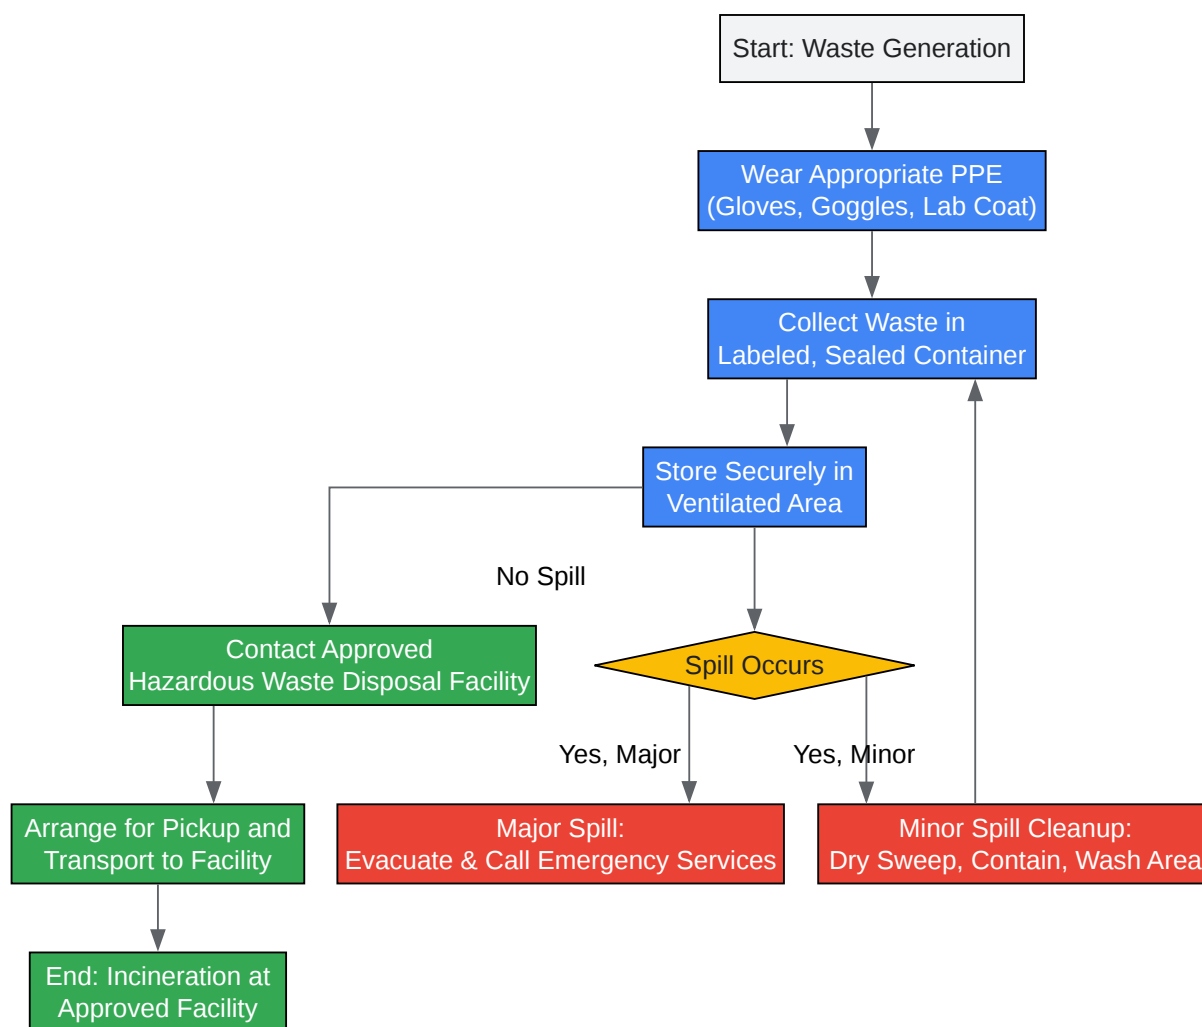 Start: Waste Generation
Wear Appropriate PPE
(Gloves, Goggles, Lab Coat)
Collect Waste in
Labeled, Sealed Container
Store Securely in
Ventilated Area
No Spill
Contact Approved
Hazardous Waste Disposal Facility
Spill Occurs
Yes, Major
Yes, Minor
Arrange for Pickup and
Transport to Facility
Major Spill:
Evacuate & Call Emergency Services
Minor Spill Cleanup:
Dry Sweep, Contain, Wash Area
End: Incineration at
Approved Facility